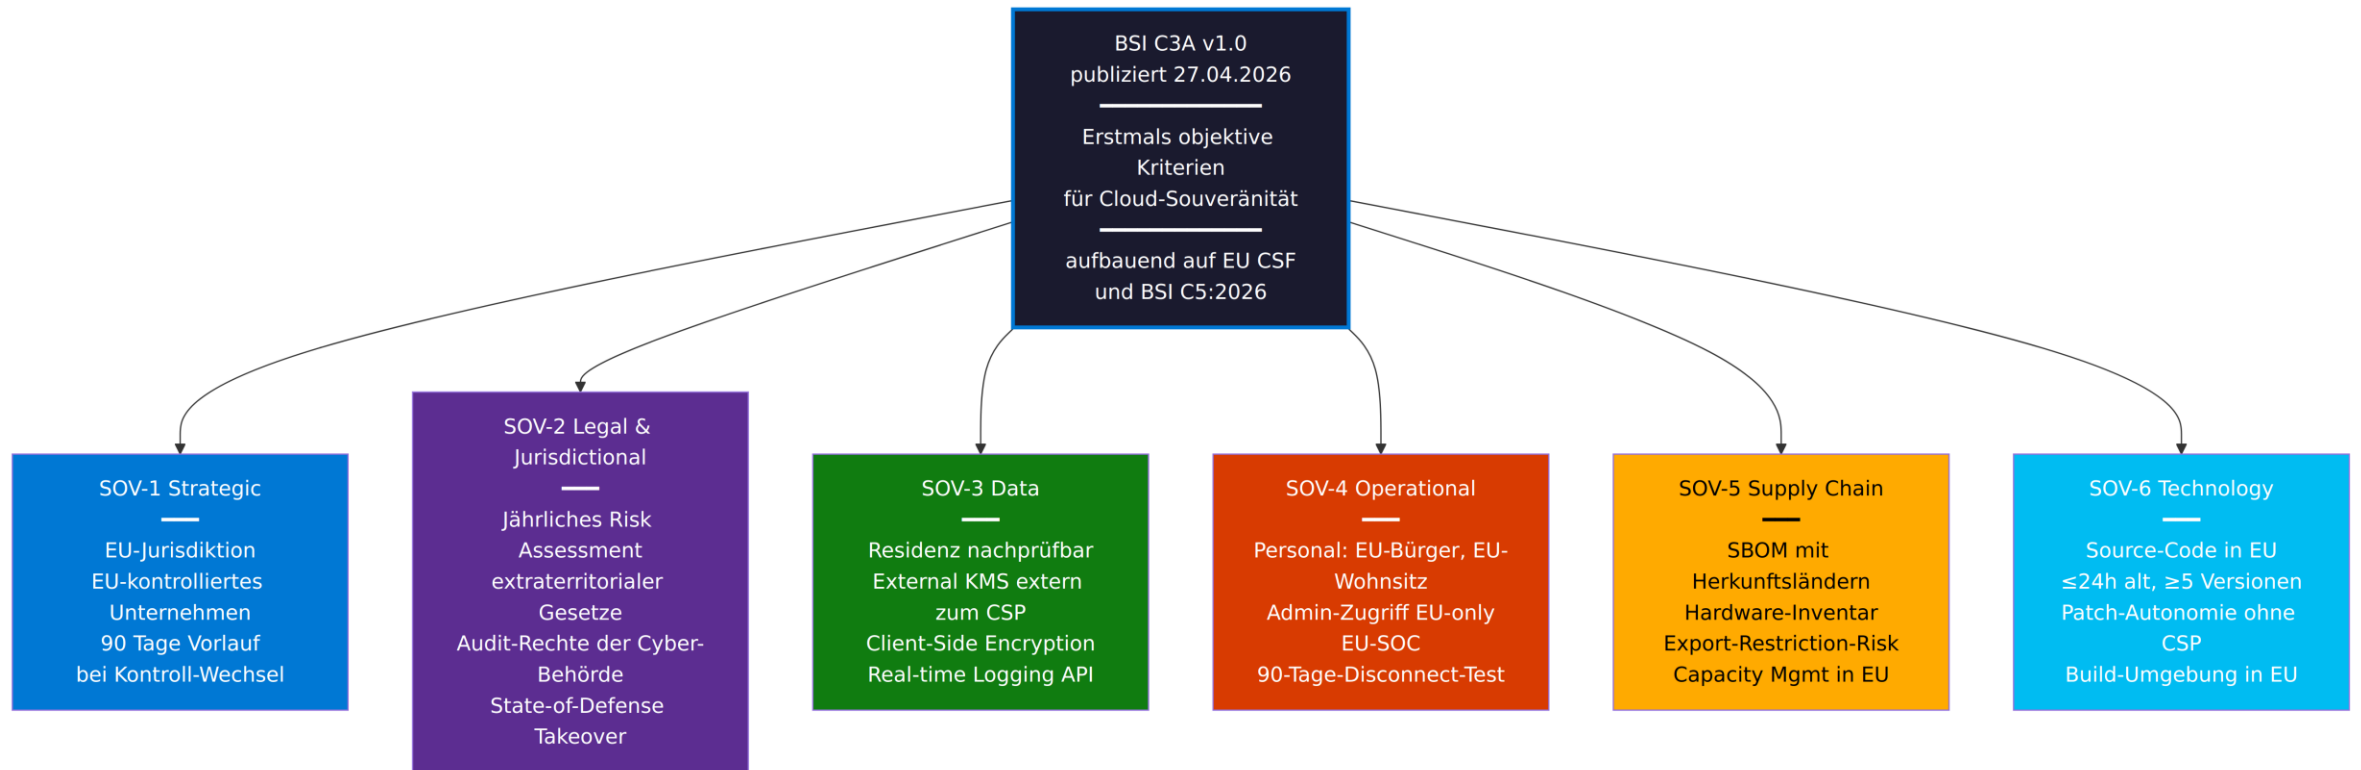 BSI C3A v1.0
publiziert 27.04.2026
Erstmals objektive
Kriterien
für Cloud-Souveränität
aufbauend auf EU CSF
und BSI C5:2026
SOV-1 Strategic
EU-Jurisdiktion
EU-kontrolliertes
Unternehmen
90 Tage Vorlauf
bei Kontroll-Wechsel
SOV-2 Legal &
Jurisdictional
Jährliches Risk
Assessment
extraterritorialer
Gesetze
Audit-Rechte der Cyber-
Behörde
State-of-Defense
Takeover
SOV-3 Data
Residenz nachprüfbar
External KMS extern
zum CSP
Client-Side Encryption
Real-time Logging API
SOV-4 Operational
Personal: EU-Bürger, EU-
Wohnsitz
Admin-Zugriff EU-only
EU-SOC
90-Tage-Disconnect-Test
SOV-5 Supply Chain
SBOM mit
Herkunftsländern
Hardware-Inventar
Export-Restriction-Risk
Capacity Mgmt in EU
SOV-6 Technology
Source-Code in EU
≤24h alt, ≥5 Versionen
Patch-Autonomie ohne
CSP
Build-Umgebung in EU